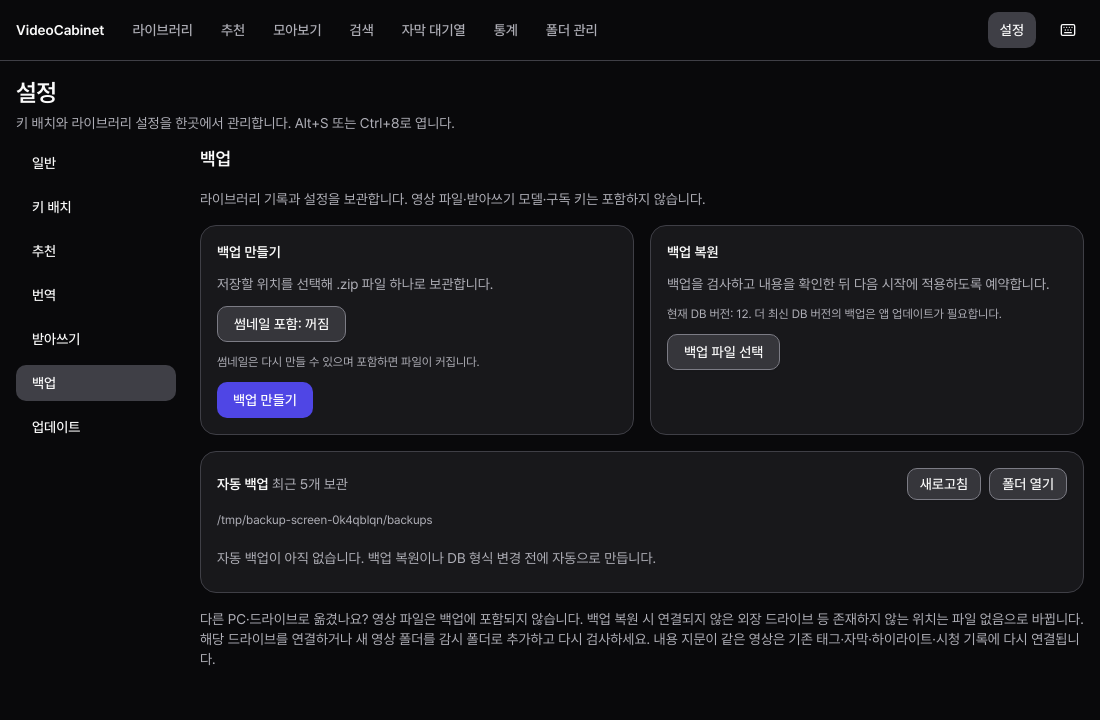 VideoCabinet 라이브러리 추천 모아보기 검색 자막 대기열 통계 폴더 관리 설정
설정
키 배치와 라이브러리 설정을 한곳에서 관리합니다. Alt+S 또는 Ctrl+8로 엽니다.
일반
키 배치
추천
번역
받아쓰기
백업
업데이트
백업
라이브러리 기록과 설정을 보관합니다. 영상 파일·받아쓰기 모델·구독 키는 포함하지 않습니다.
백업 만들기
저장할 위치를 선택해 .zip 파일 하나로 보관합니다.
썸네일 포함: 꺼짐
썸네일은 다시 만들 수 있으며 포함하면 파일이 커집니다.
백업 만들기
백업 복원
백업을 검사하고 내용을 확인한 뒤 다음 시작에 적용하도록 예약합니다.
현재 DB 버전: 12. 더 최신 DB 버전의 백업은 앱 업데이트가 필요합니다.
백업 파일 선택
자동 백업 최근 5개 보관 새로고침 폴더 열기
/tmp/backup-screen-0k4qblqn/backups
자동 백업이 아직 없습니다. 백업 복원이나 DB 형식 변경 전에 자동으로 만듭니다.
다른 PC·드라이브로 옮겼나요? 영상 파일은 백업에 포함되지 않습니다. 백업 복원 시 연결되지 않은 외장 드라이브 등 존재하지 않는 위치는 파일 없음으로 바뀝니다.
해당 드라이브를 연결하거나 새 영상 폴더를 감시 폴더로 추가하고 다시 검사하세요. 내용 지문이 같은 영상은 기존 태그·자막·하이라이트·시청 기록에 다시 연결됩니
다.